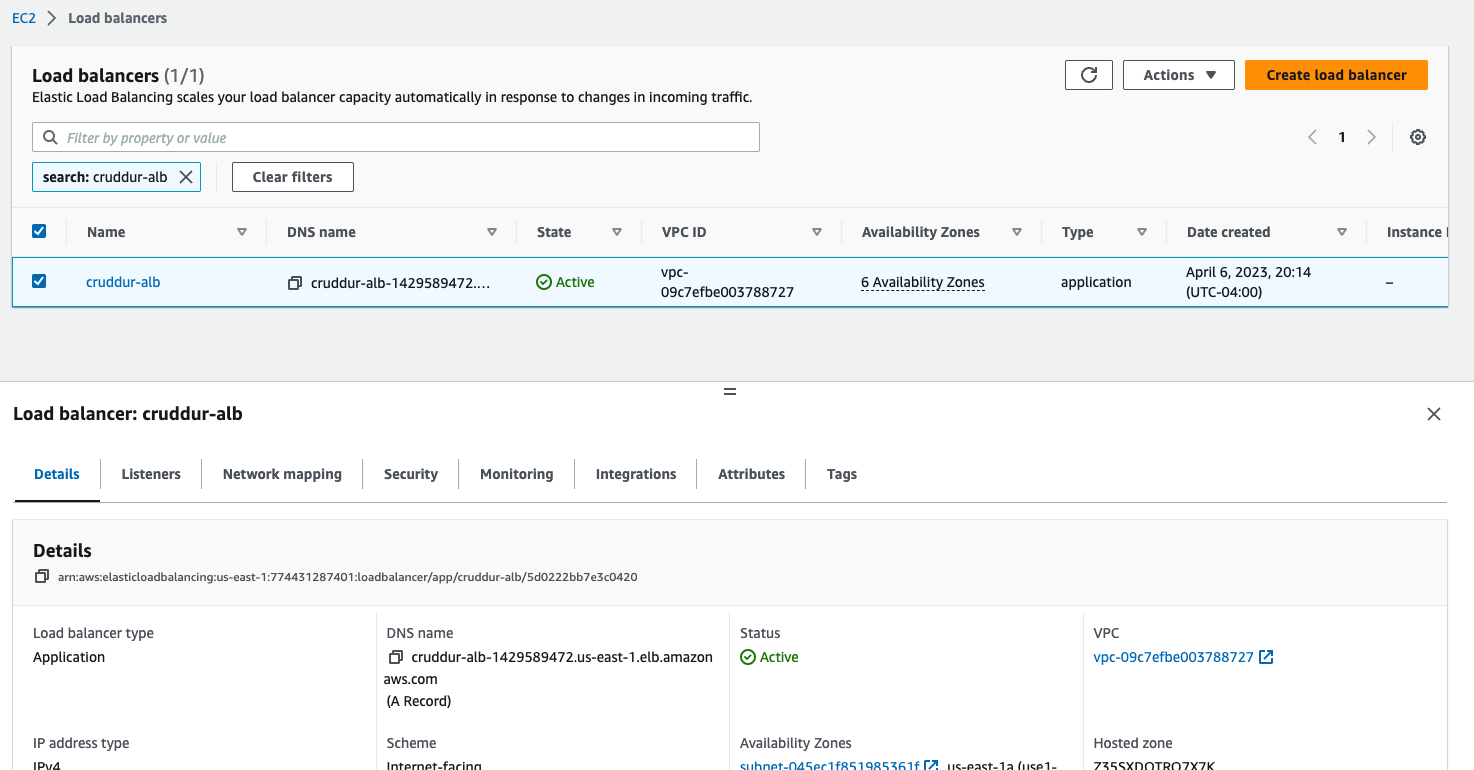 EC2 > Load balancers
Load balancers (1/1)
Elastic Load Balancing scales your load balancer capacity automatically in response to changes in incoming traffic.
Actions
Create load balancer
Filter by property or value
1
search: cruddur-alb
Clear filters
Name DNS name State VPC ID Availability Zones Type Date created Instance
cruddur-alb cruddur-alb-1429589472.... Active vpc-09c7efbe003788727 6 Availability Zones application April 6, 2023, 20:14 (UTC-04:00) –
Load balancer: cruddur-alb
Details Listeners Network mapping Security Monitoring Integrations Attributes Tags
Details
arn:aws:elasticloadbalancing:us-east-1:774431287401:loadbalancer/app/cruddur-alb/5d0222bb7e3c0420
Load balancer type
Application
DNS name
cruddur-alb-1429589472.us-east-1.elb.amazon
aws.com
(A Record)
Status
Active
VPC
vpc-09c7efbe003788727
IP address type
IPv4
Scheme
Internet-facing
Availability Zones
subnet-045ec1f851985361f us-east-1a (use1-
Hosted zone
Z35SXDOTRQ7X7K